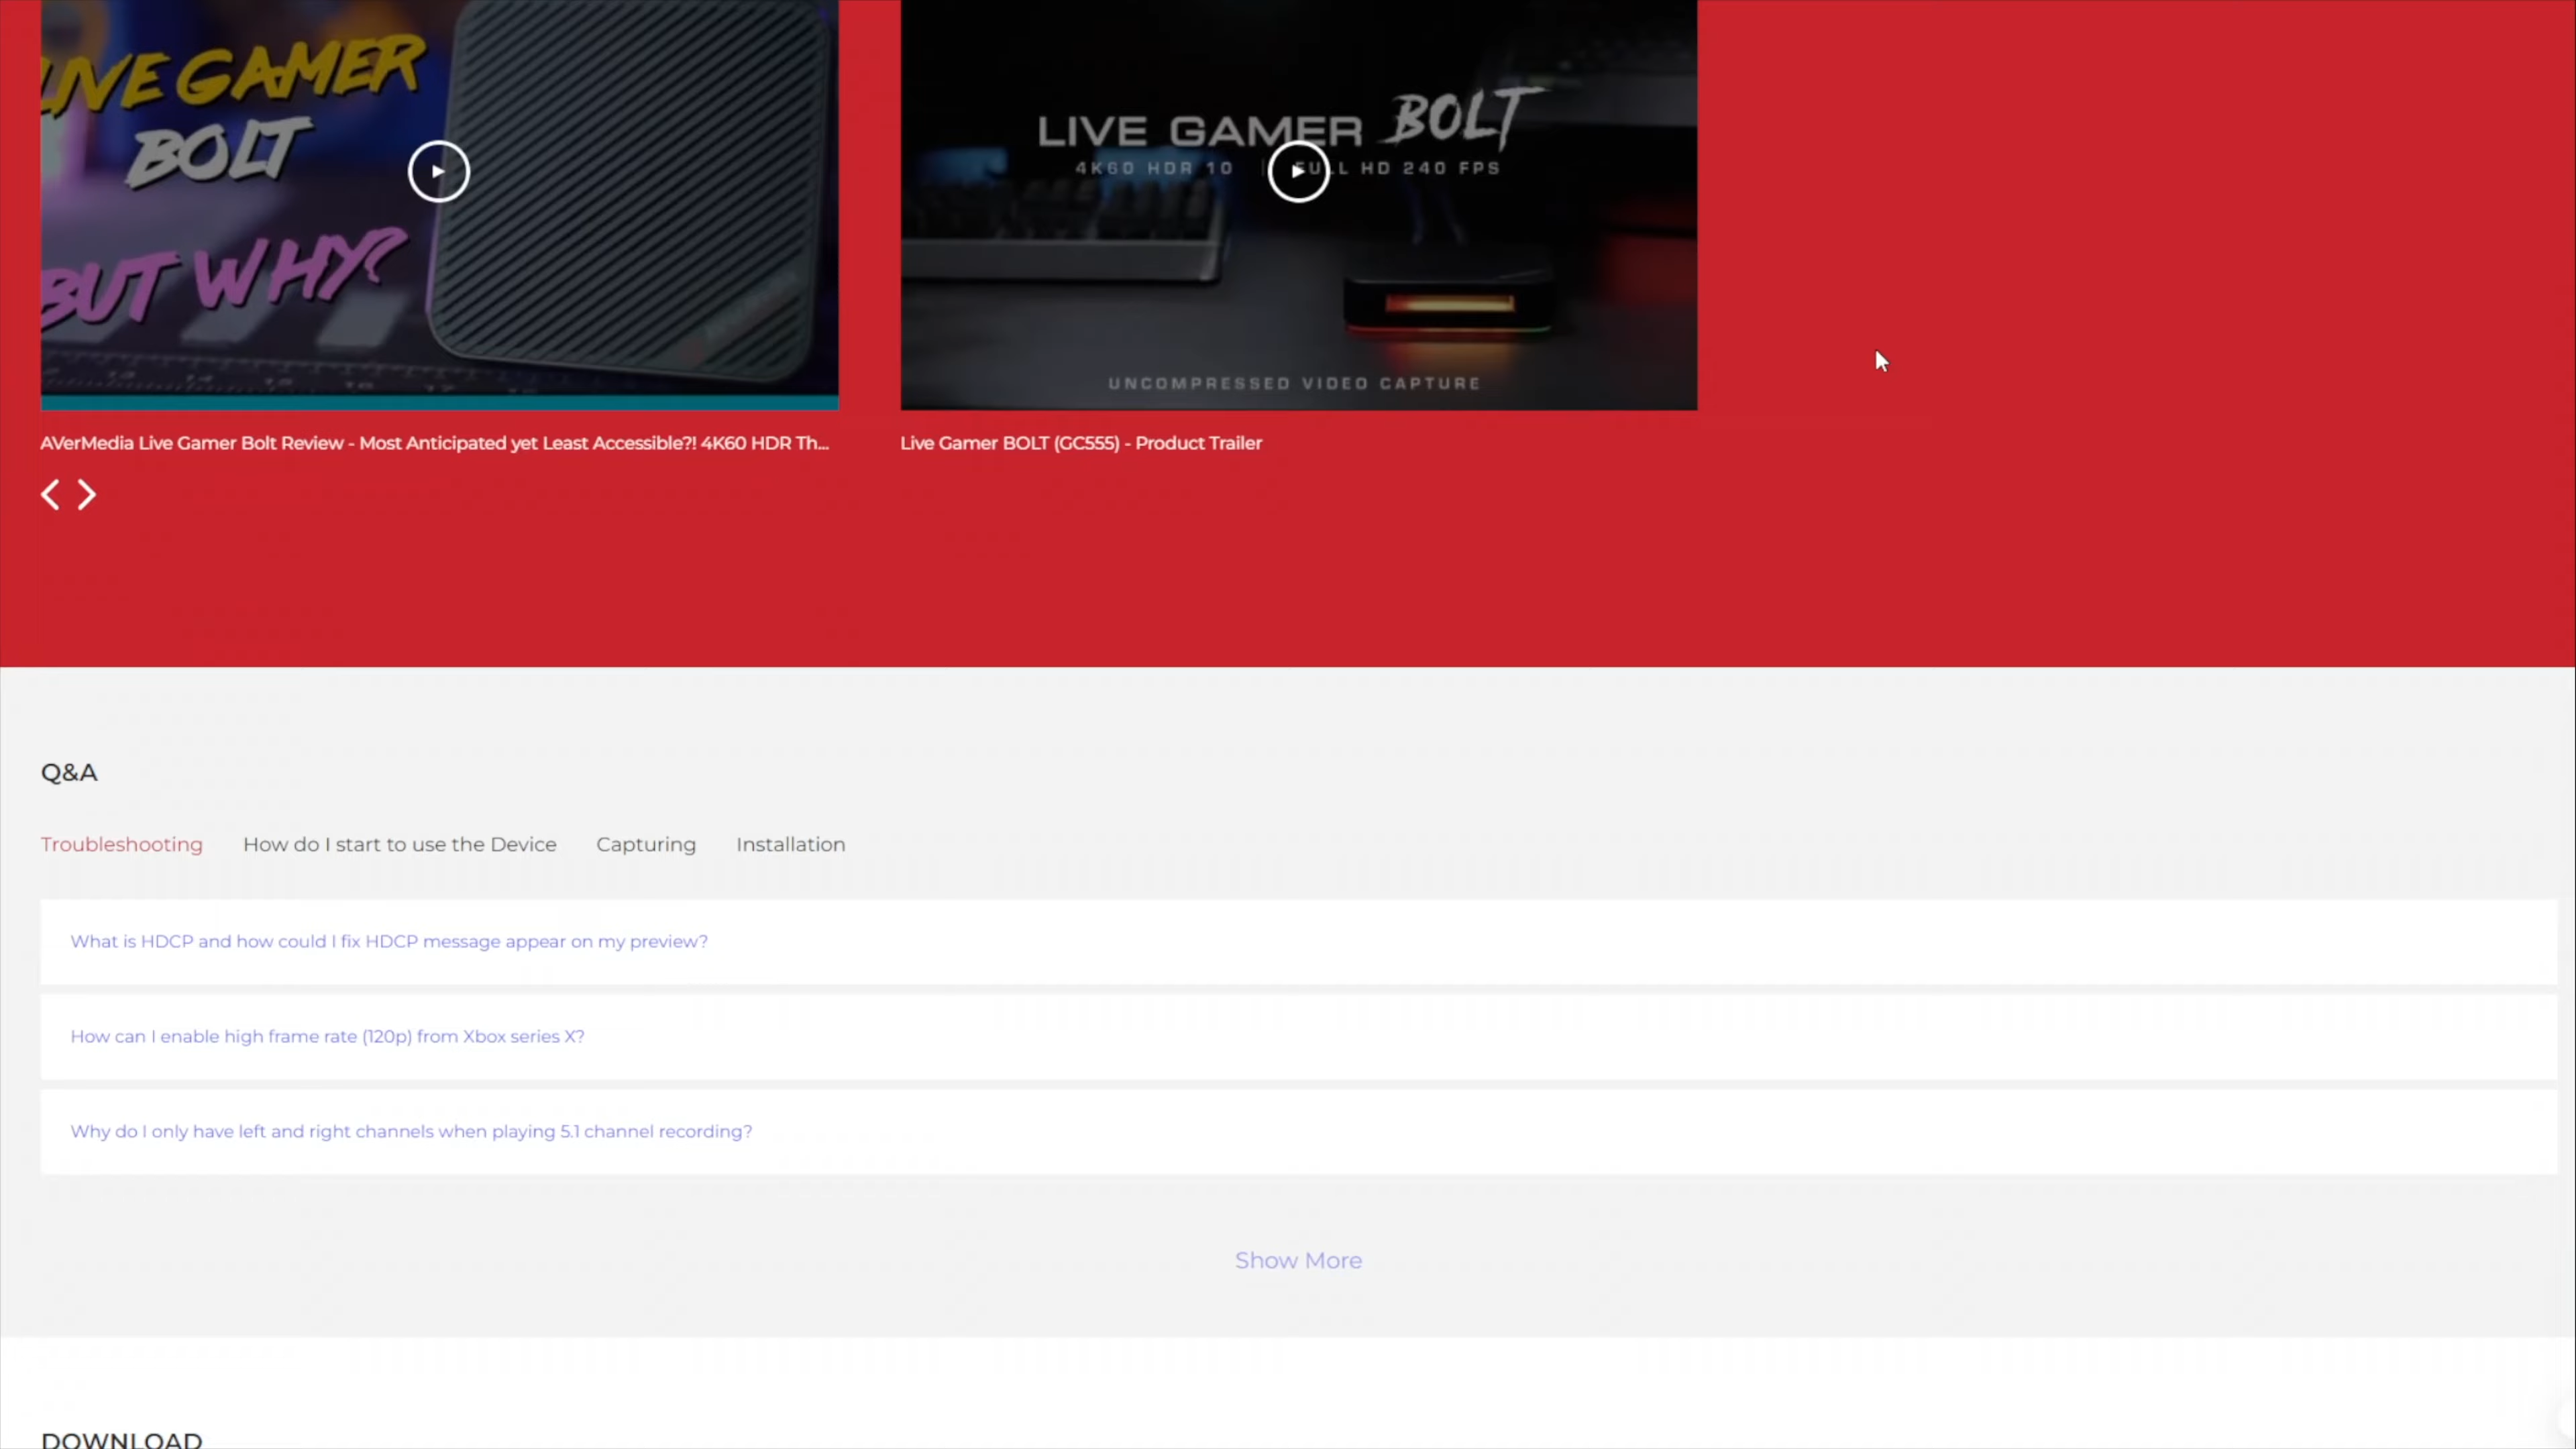 LIVE GAMER
BOLT
BUT WHY?
LIVE GAMER BOLT
4K60 HDR 10 | FULL HD 240 FPS
UNCOMPRESSED VIDEO CAPTURE
AVerMedia Live Gamer Bolt Review - Most Anticipated yet Least Accessible?! 4K60 HDR Th...
Live Gamer BOLT (GC555) - Product Trailer
Q&A
Troubleshooting How do I start to use the Device Capturing Installation
What is HDCP and how could I fix HDCP message appear on my preview?
How can I enable high frame rate (120p) from Xbox series X?
Why do I only have left and right channels when playing 5.1 channel recording?
Show More
DOWNLOAD